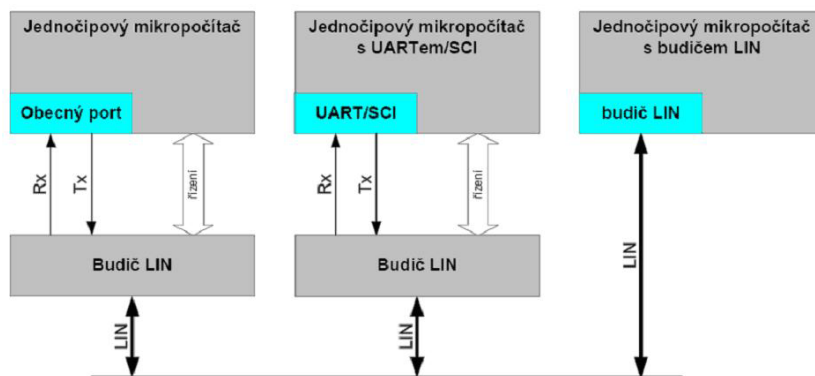 Jednočipový mikropočítač
Obecný port
Rx
Tx
řízení
Budič LIN
LIN
Jednočipový mikropočítač
s UARTem/SCI
UART/SCI
Rx
Tx
řízení
Budič LIN
LIN
Jednočipový mikropočítač
s budičem LIN
budič LIN
LIN